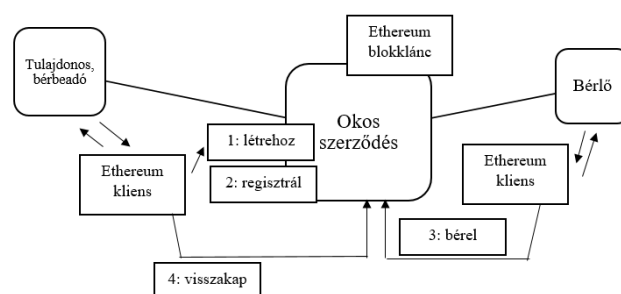 Ethereum
blokklánc
Tulajdonos,
bérbeadó
Bérlő
Okos
szerződés
1: létrehoz
2: regisztrál
Ethereum
kliens
Ethereum
kliens
3: bérel
4: visszakap